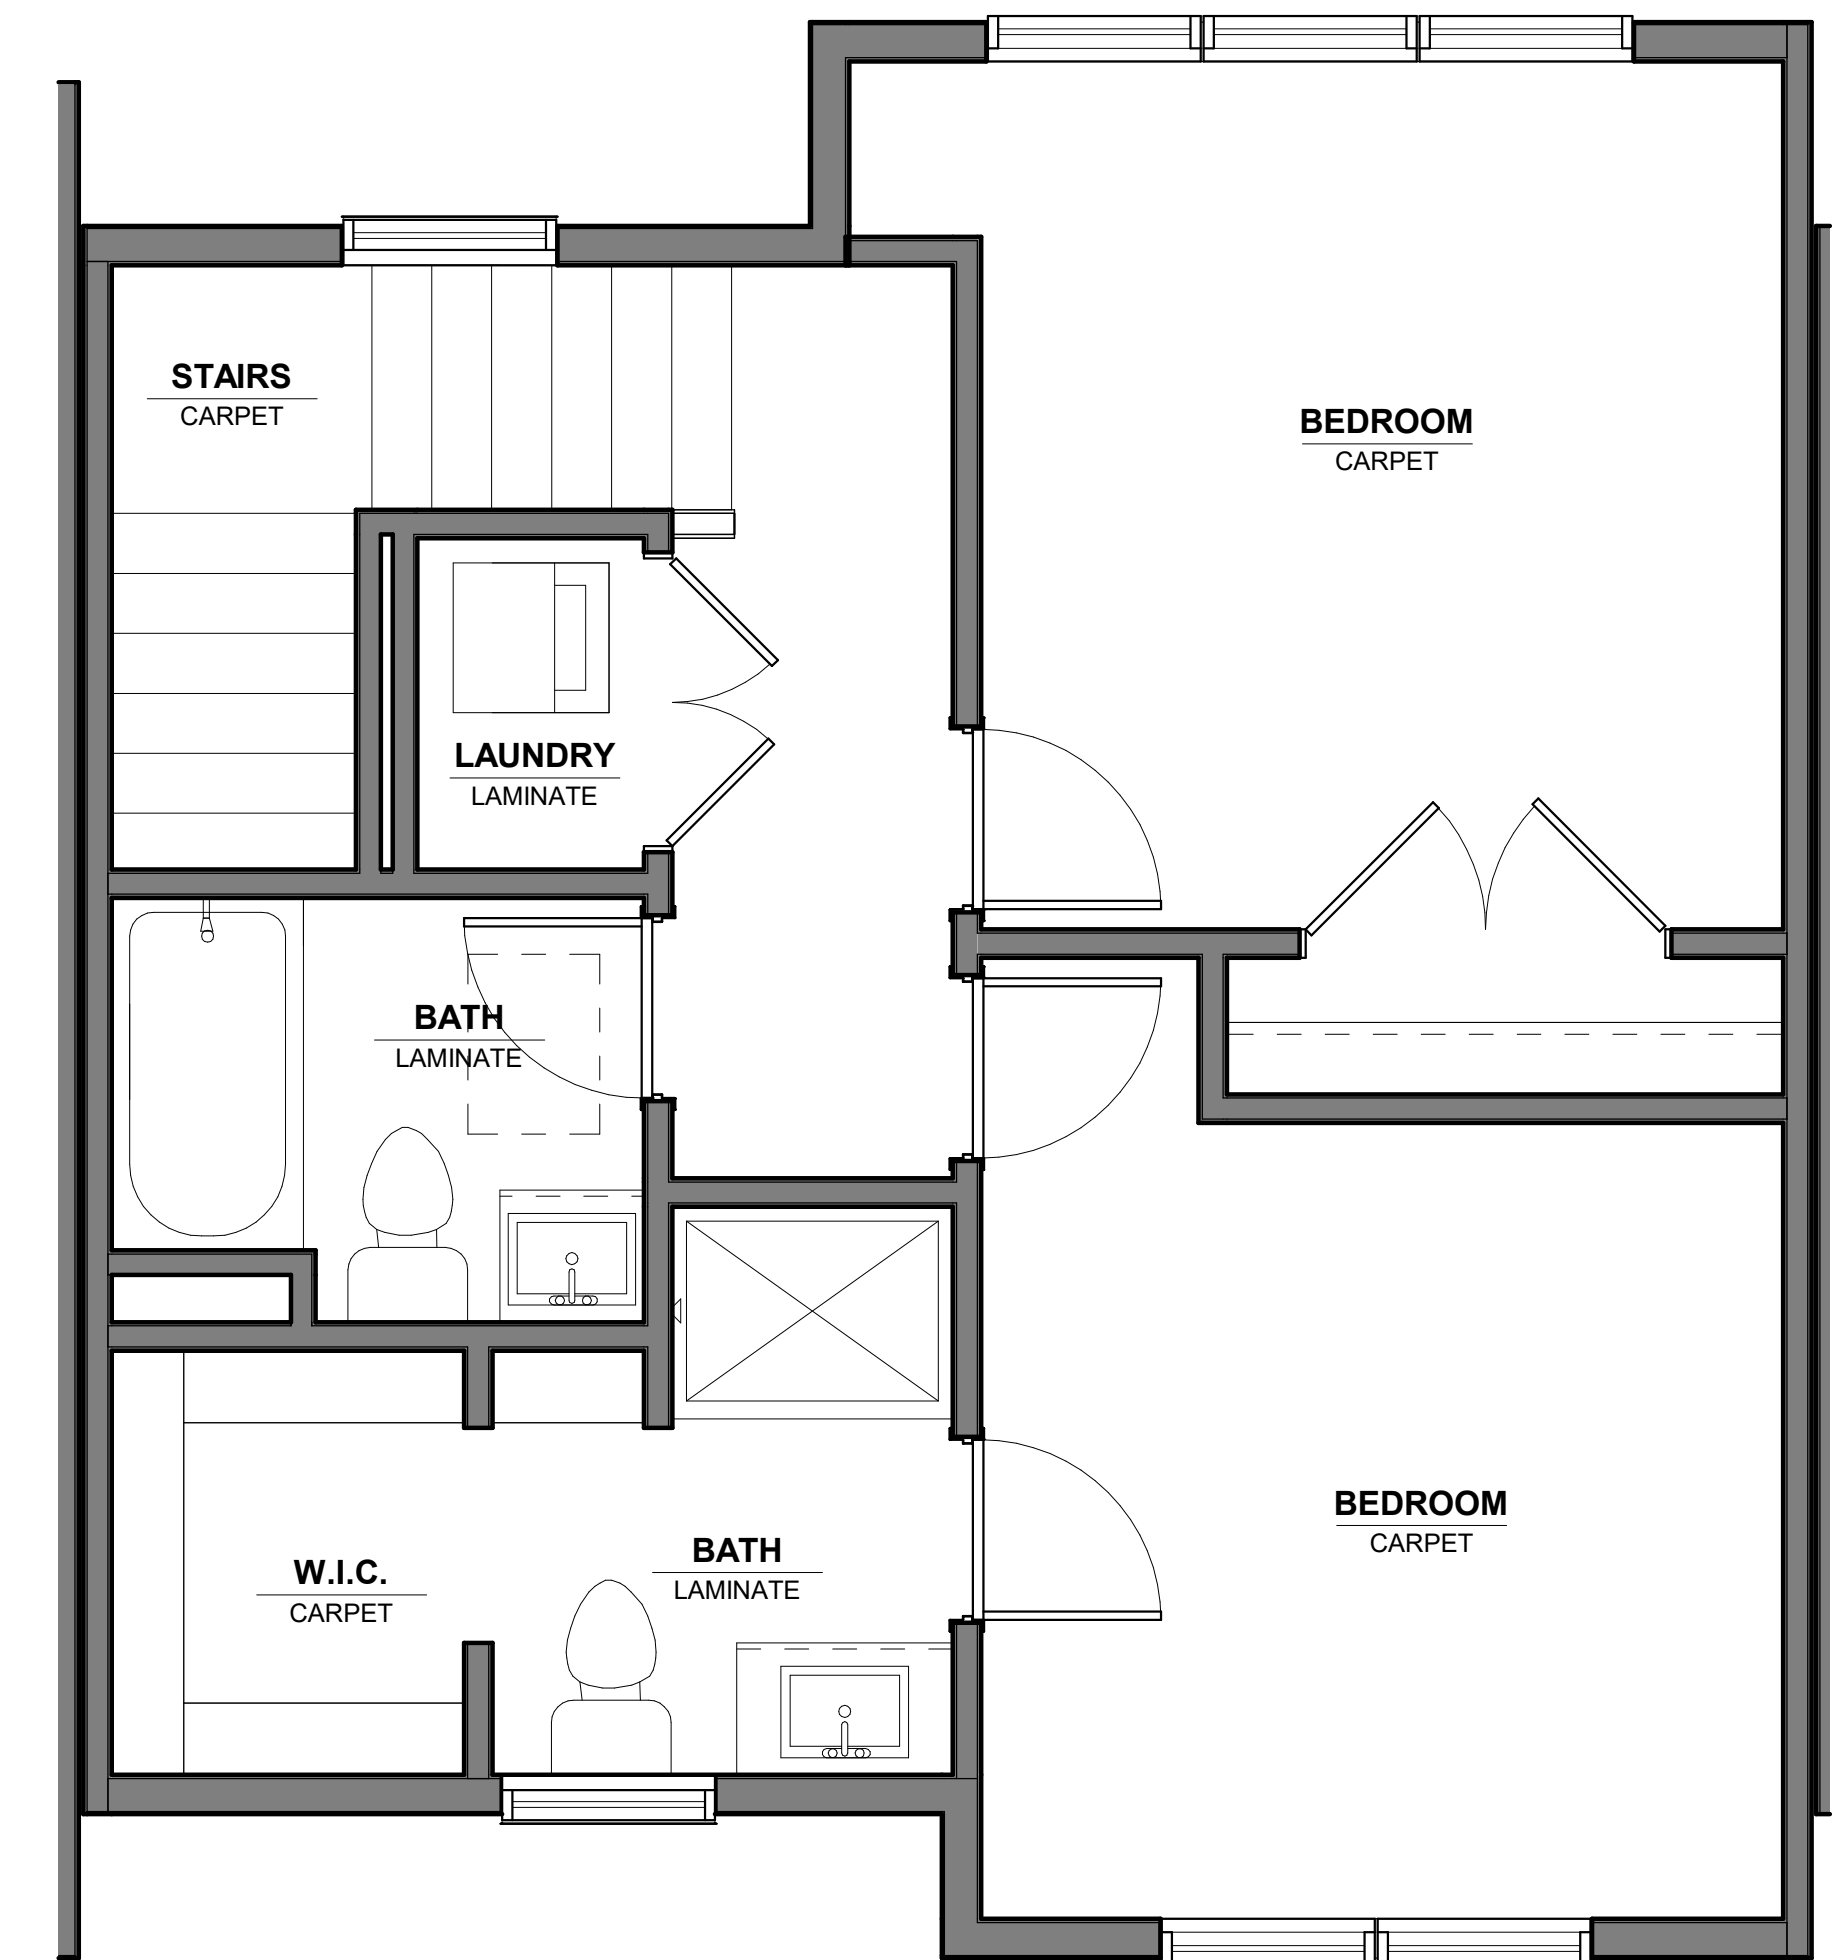 STAIRS
CARPET
BEDROOM
CARPET
LAUNDRY
LAMINATE
BATH
LAMINATE
BEDROOM
CARPET
BATH
LAMINATE
W.I.C.
CARPET